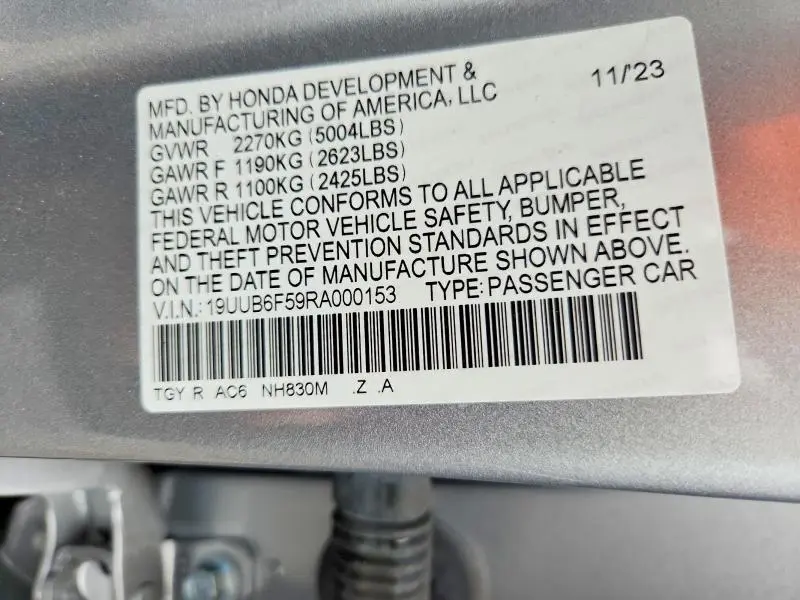 MFD. BY HONDA DEVELOPMENT & 11/'23
MANUFACTURING OF AMERICA, LLC
GVWR 2270KG (5004LBS)
GAWR F 1190KG (2623LBS)
GAWR R 1100KG (2425LBS)
THIS VEHICLE CONFORMS TO ALL APPLICABLE
FEDERAL MOTOR VEHICLE SAFETY, BUMPER,
AND THEFT PREVENTION STANDARDS IN EFFECT
ON THE DATE OF MANUFACTURE SHOWN ABOVE.
V.I.N.: 19UUB6F59RA000153 TYPE: PASSENGER CAR
TGY R AC6 NH830M .Z .A